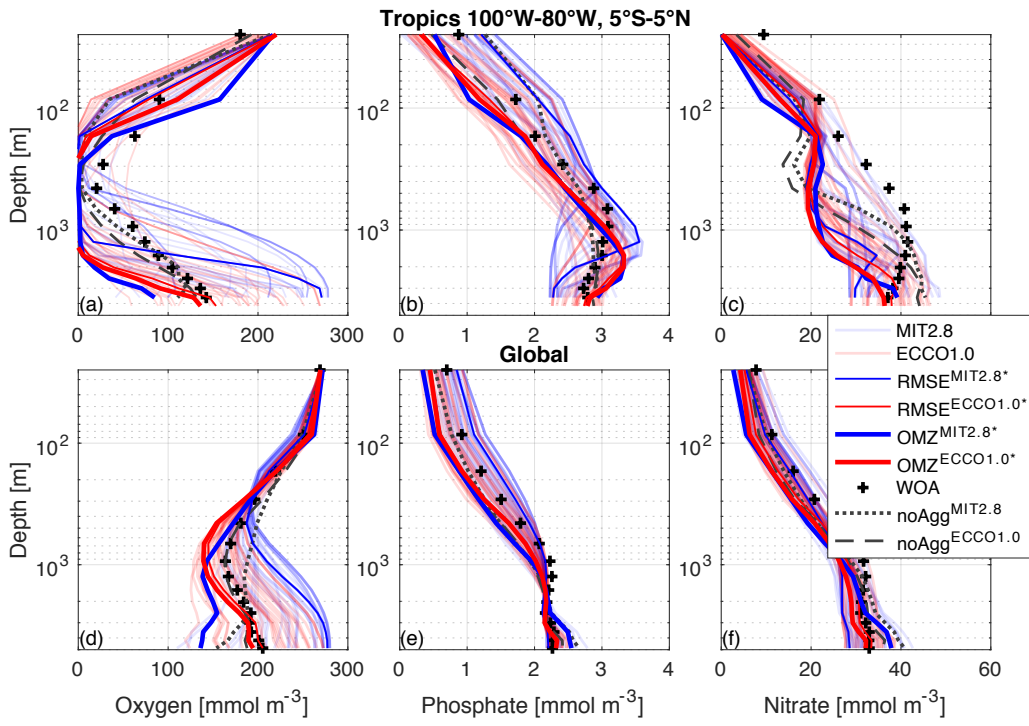 Tropics 100°W-80°W, 5°S-5°N
Depth [m]
10²
10³
(a)
0 100 200 300
10²
10³
(b)
0 1 2 3 4
10²
10³
(c)
0 20 40 60
MIT2.8
ECCO1.0
RMSE^MIT2.8*
RMSE^ECCO1.0*
OMZ^MIT2.8*
OMZ^ECCO1.0*
WOA
noAgg^MIT2.8
noAgg^ECCO1.0
Global
Depth [m]
10²
10³
(d)
0 100 200 300
Oxygen [mmol m⁻³]
10²
10³
(e)
0 1 2 3 4
Phosphate [mmol m⁻³]
10²
10³
(f)
0 20 40 60
Nitrate [mmol m⁻³]